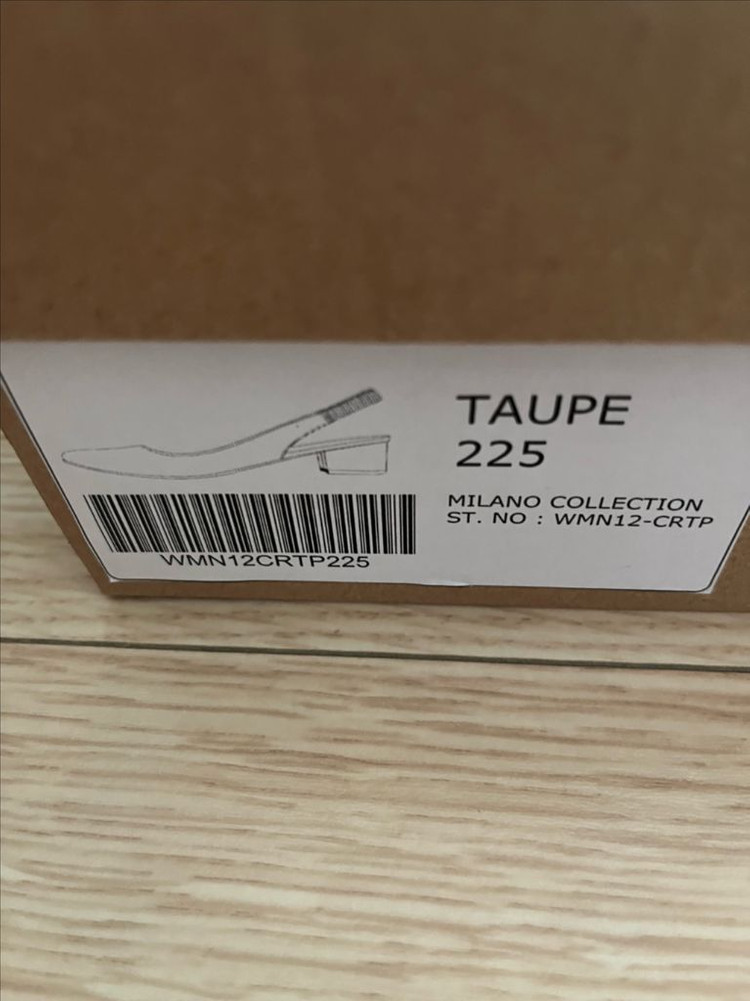 TAUPE
225
MILANO COLLECTION
ST. NO : WMN12-CRTP
WMN12CRTP225